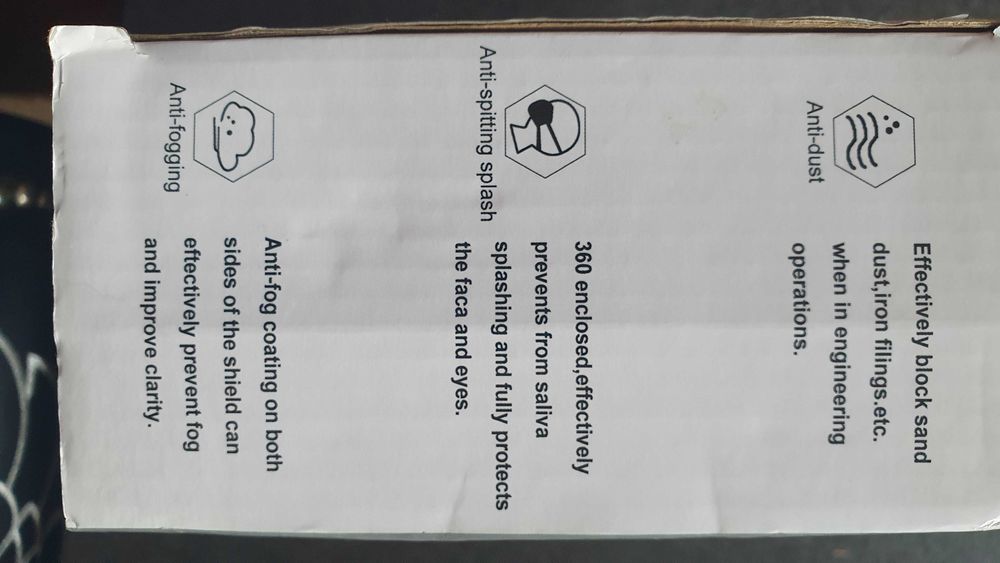 Anti-dust
Effectively block sand
dust,iron filings.etc.
when in engineering
operations.
Anti-spitting splash
360 enclosed,effectively
prevents from saliva
splashing and fully protects
the faca and eyes.
Anti-fogging
Anti-fog coating on both
sides of the shield can
eftectively prevent fog
and improve clarity.